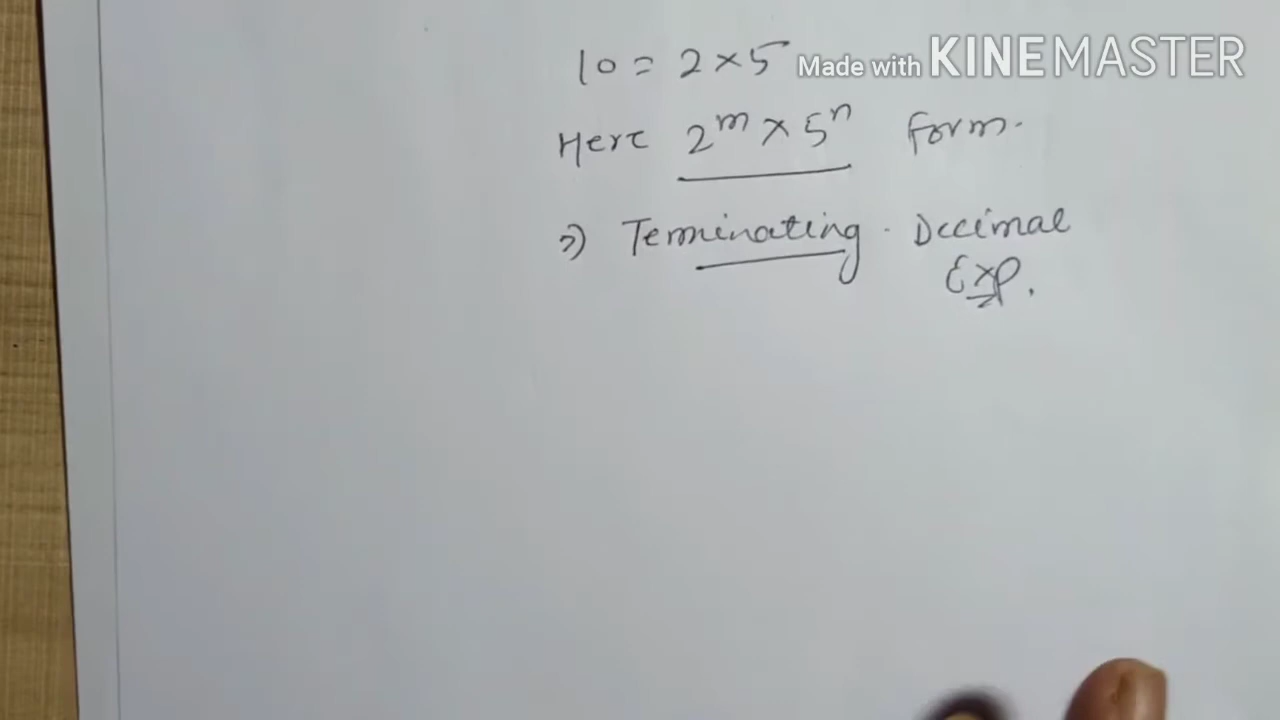 10 = 2 × 5 Made with KINEMASTER
Here 2^m × 5^n form.
⇒ Terminating. Decimal
Exp.